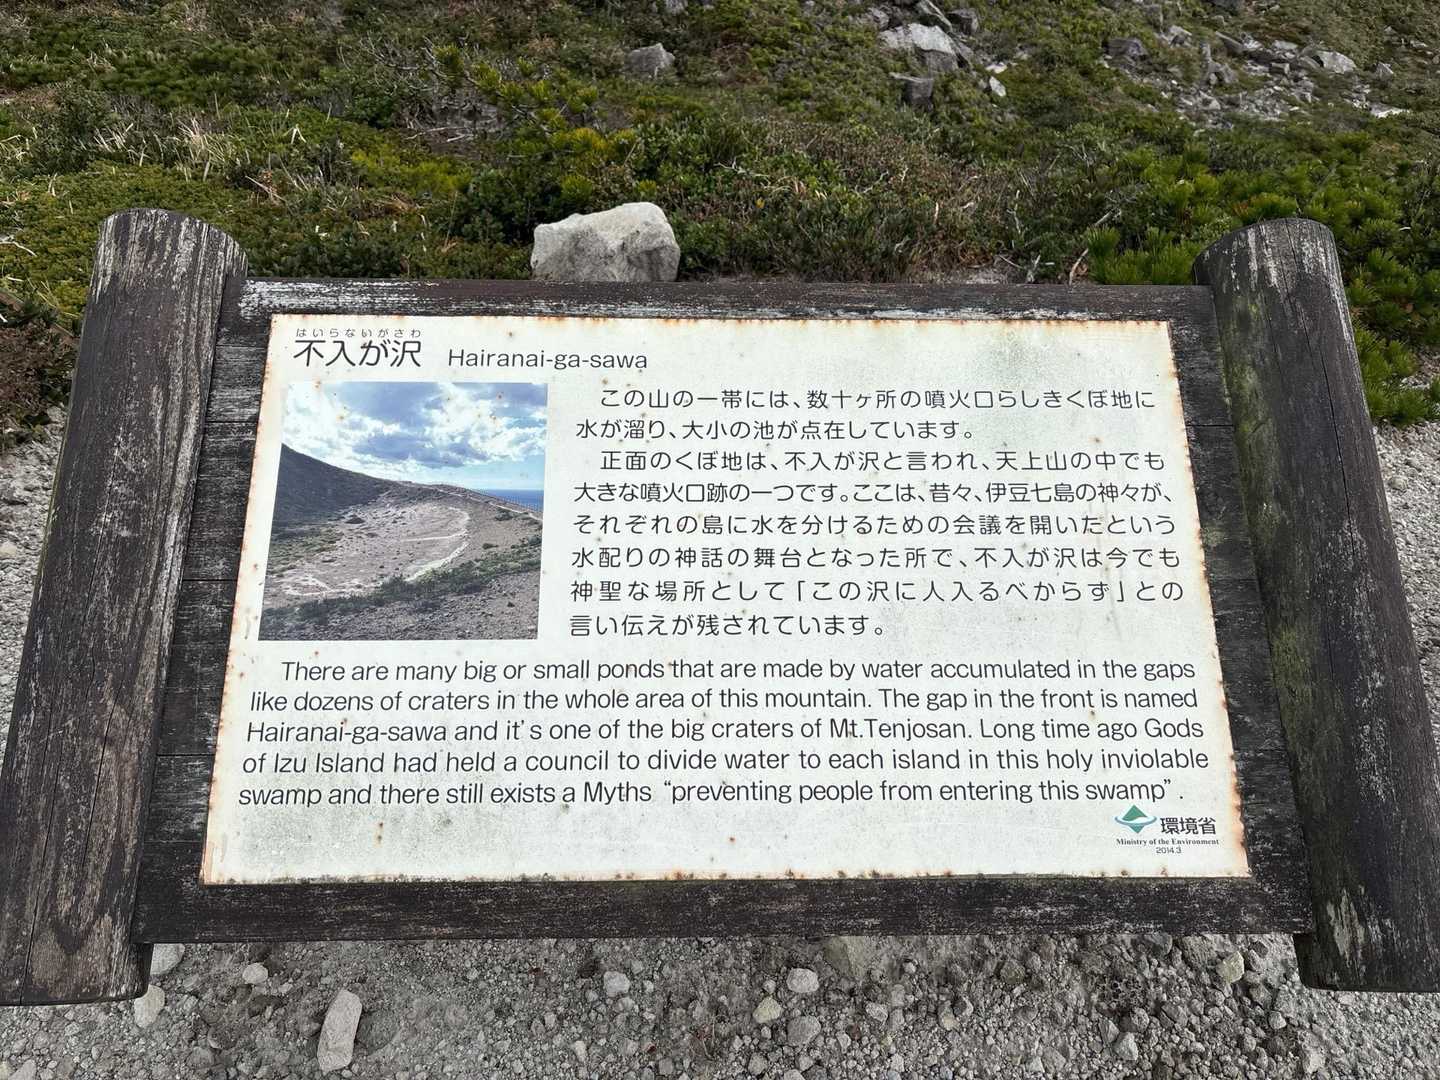 はいらないがさわ
不入が沢 Hairanai-ga-sawa
この山の一帯には、数十ヶ所の噴火口らしきくぼ地に
水が溜り、大小の池が点在しています。
正面のくぼ地は、不入が沢と言われ、天上山の中でも
大きな噴火口跡の一つです。ここは、昔々、伊豆七島の神々が、
それぞれの島に水を分けるための会議を開いたという
水配りの神話の舞台となった所で、不入が沢は今でも
神聖な場所として「この沢に人入るべからず」との
言い伝えが残されています。
There are many big or small ponds that are made by water accumulated in the gaps
like dozens of craters in the whole area of this mountain. The gap in the front is named
Hairanai-ga-sawa and it's one of the big craters of Mt.Tenjosan. Long time ago Gods
of Izu Island had held a council to divide water to each island in this holy inviolable
swamp and there still exists a Myths “preventing people from entering this swamp”.
環境省
Ministry of the Environment
2014.3